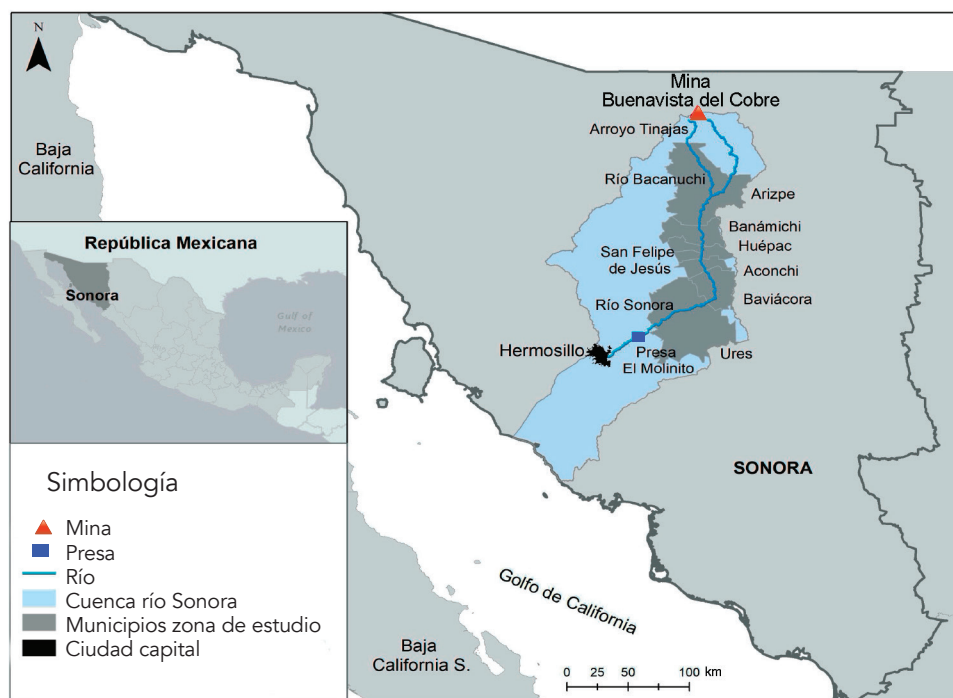 N
Mina
Buenavista del Cobre
Arroyo Tinajas
Baja
California
Río Bacanuchi
Arizpe
Banámichi
Huépac
San Felipe
de Jesús
Aconchi
Río Sonora
Baviácora
Hermosillo
Presa
El Molinito
Ures
SONORA
República Mexicana
Sonora
Gulf of
Mexico
Simbología
Mina
Presa
Río
Cuenca río Sonora
Municipios zona de estudio
Ciudad capital
Golfo de California
Baja
California S.
0 25 50 100 km